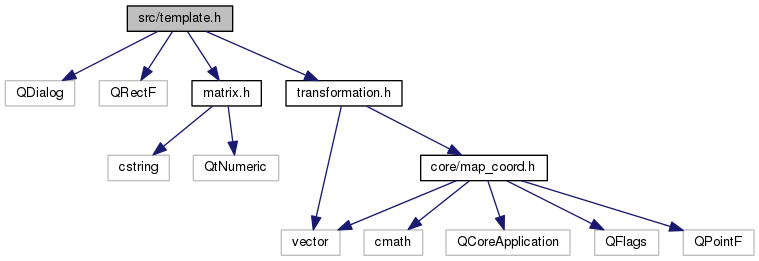 src/template.h
QDialog
QRectF
matrix.h
transformation.h
cstring
QtNumeric
core/map_coord.h
vector
cmath
QCoreApplication
QFlags
QPointF